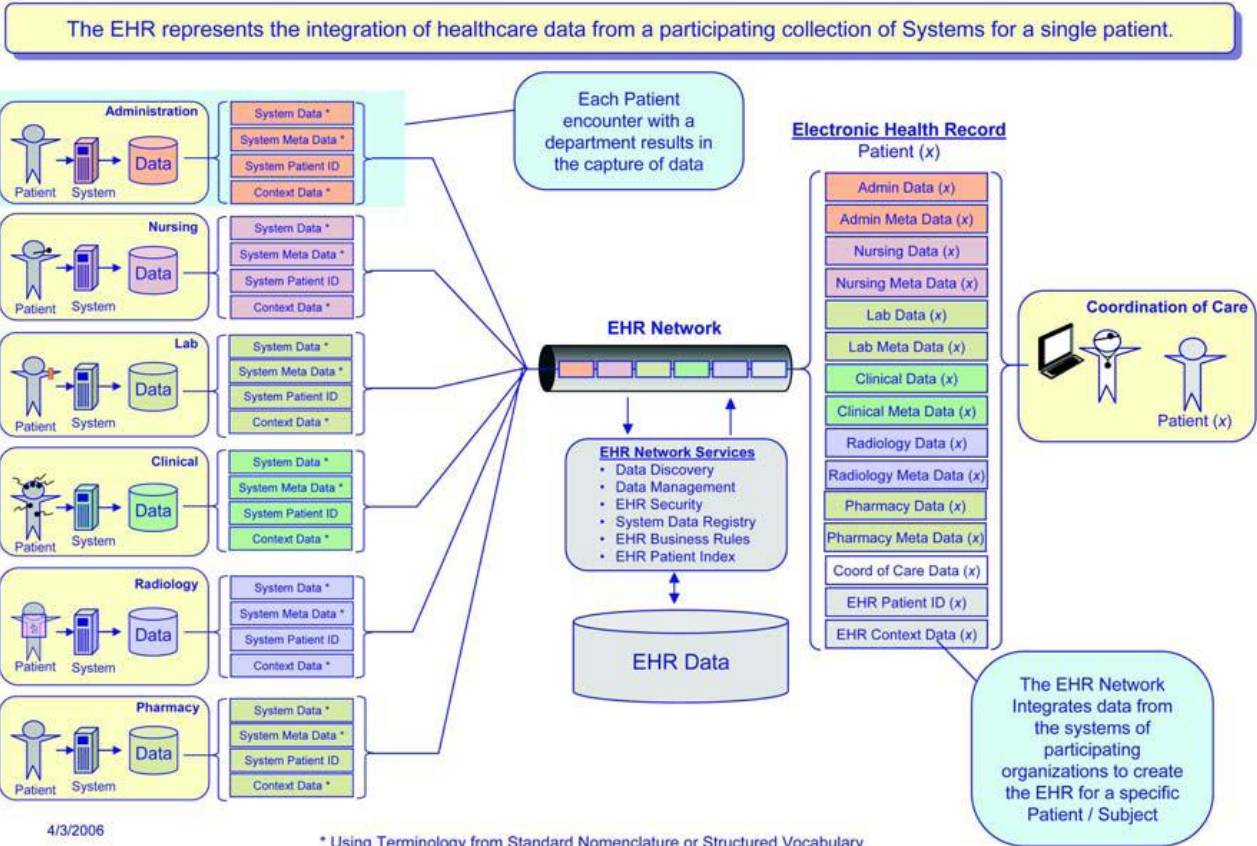 The EHR represents the integration of healthcare data from a participating collection of Systems for a single patient.
Administration
Patient
System
Data
System Data *
System Meta Data *
System Patient ID
Context Data *
Nursing
Patient
System
Data
System Data *
System Meta Data *
System Patient ID
Context Data *
Lab
Patient
System
Data
System Data *
System Meta Data *
System Patient ID
Context Data *
Clinical
Patient
System
Data
System Data *
System Meta Data *
System Patient ID
Context Data *
Radiology
Patient
System
Data
System Data *
System Meta Data *
System Patient ID
Context Data *
Pharmacy
Patient
System
Data
System Data *
System Meta Data *
System Patient ID
Context Data *
Each Patient
encounter with a
department results in
the capture of data
EHR Network
EHR Network Services
• Data Discovery
• Data Management
• EHR Security
• System Data Registry
• EHR Business Rules
• EHR Patient Index
EHR Data
Electronic Health Record
Patient (x)
Admin Data (x)
Admin Meta Data (x)
Nursing Data (x)
Nursing Meta Data (x)
Lab Data (x)
Lab Meta Data (x)
Clinical Data (x)
Clinical Meta Data (x)
Radiology Data (x)
Radiology Meta Data (x)
Pharmacy Data (x)
Pharmacy Meta Data (x)
Coord of Care Data (x)
EHR Patient ID (x)
EHR Context Data (x)
Coordination of Care
Patient (x)
The EHR Network
Integrates data from
the systems of
participating
organizations to create
the EHR for a specific
Patient / Subject
4/3/2006
* Using Terminology from Standard Nomenclature or Structured Vocabulary